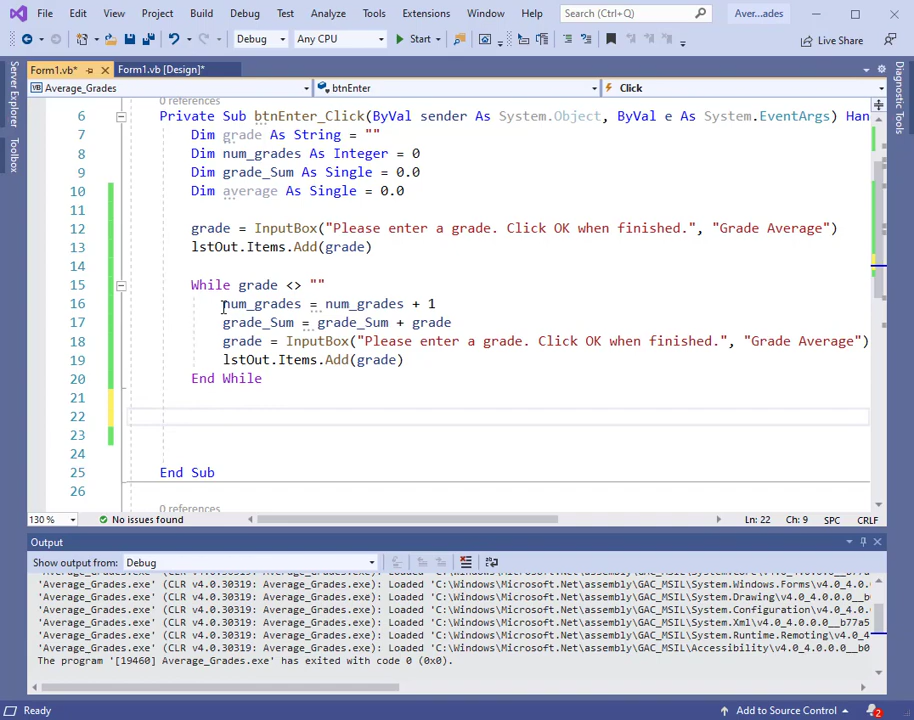 File Edit View Project Build Debug Test Analyze Tools Extensions Window Help Search (Ctrl+Q) Aver...ades
Debug Any CPU Start Live Share
Server Explorer
Toolbox
Diagnostic Tools
Form1.vb* Form1.vb [Design]*
Average_Grades btnEnter Click
0 references
6 Private Sub btnEnter_Click(ByVal sender As System.Object, ByVal e As System.EventArgs) Han
7 Dim grade As String = ""
8 Dim num_grades As Integer = 0
9 Dim grade_Sum As Single = 0.0
10 Dim average As Single = 0.0
11
12 grade = InputBox("Please enter a grade. Click OK when finished.", "Grade Average")
13 lstOut.Items.Add(grade)
14
15 While grade <> ""
16 num_grades = num_grades + 1
17 grade_Sum = grade_Sum + grade
18 grade = InputBox("Please enter a grade. Click OK when finished.", "Grade Average")
19 lstOut.Items.Add(grade)
20 End While
21
22
23
24
25 End Sub
26
0 references
130 % No issues found Ln: 22 Ch: 9 SPC CRLF
Output
Show output from: Debug
'Average_Grades.exe' (CLR v4.0.30319: Average_Grades.exe): Loaded 'C:\Windows\Microsoft.Net\assembly\GAC_MSIL\System.Windows.Forms\v4.0_4.0
'Average_Grades.exe' (CLR v4.0.30319: Average_Grades.exe): Loaded 'C:\Windows\Microsoft.Net\assembly\GAC_MSIL\System.Drawing\v4.0_4.0.0.0__b
'Average_Grades.exe' (CLR v4.0.30319: Average_Grades.exe): Loaded 'C:\Windows\Microsoft.Net\assembly\GAC_MSIL\System.Configuration\v4.0_4.0.
'Average_Grades.exe' (CLR v4.0.30319: Average_Grades.exe): Loaded 'C:\Windows\Microsoft.Net\assembly\GAC_MSIL\System.Xml\v4.0_4.0.0.0__b77a5
'Average_Grades.exe' (CLR v4.0.30319: Average_Grades.exe): Loaded 'C:\Windows\Microsoft.Net\assembly\GAC_MSIL\System.Runtime.Remoting\v4.0_4
'Average_Grades.exe' (CLR v4.0.30319: Average_Grades.exe): Loaded 'C:\Windows\Microsoft.Net\assembly\GAC_MSIL\Accessibility\v4.0_4.0.0.0__b0
The program '[19460] Average_Grades.exe' has exited with code 0 (0x0).
Ready Add to Source Control 2